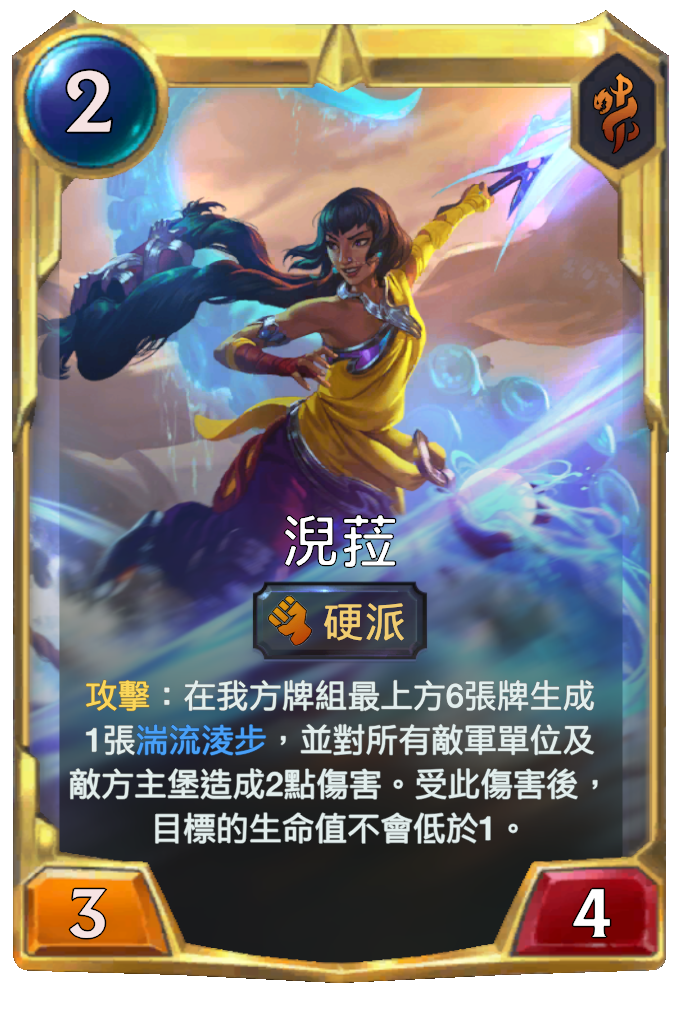 2
淣菈
硬派
攻擊：在我方牌組最上方6張牌生成
1張湍流淩步，並對所有敵軍單位及
敵方主堡造成2點傷害。受此傷害後，
目標的生命值不會低於1。
3
4